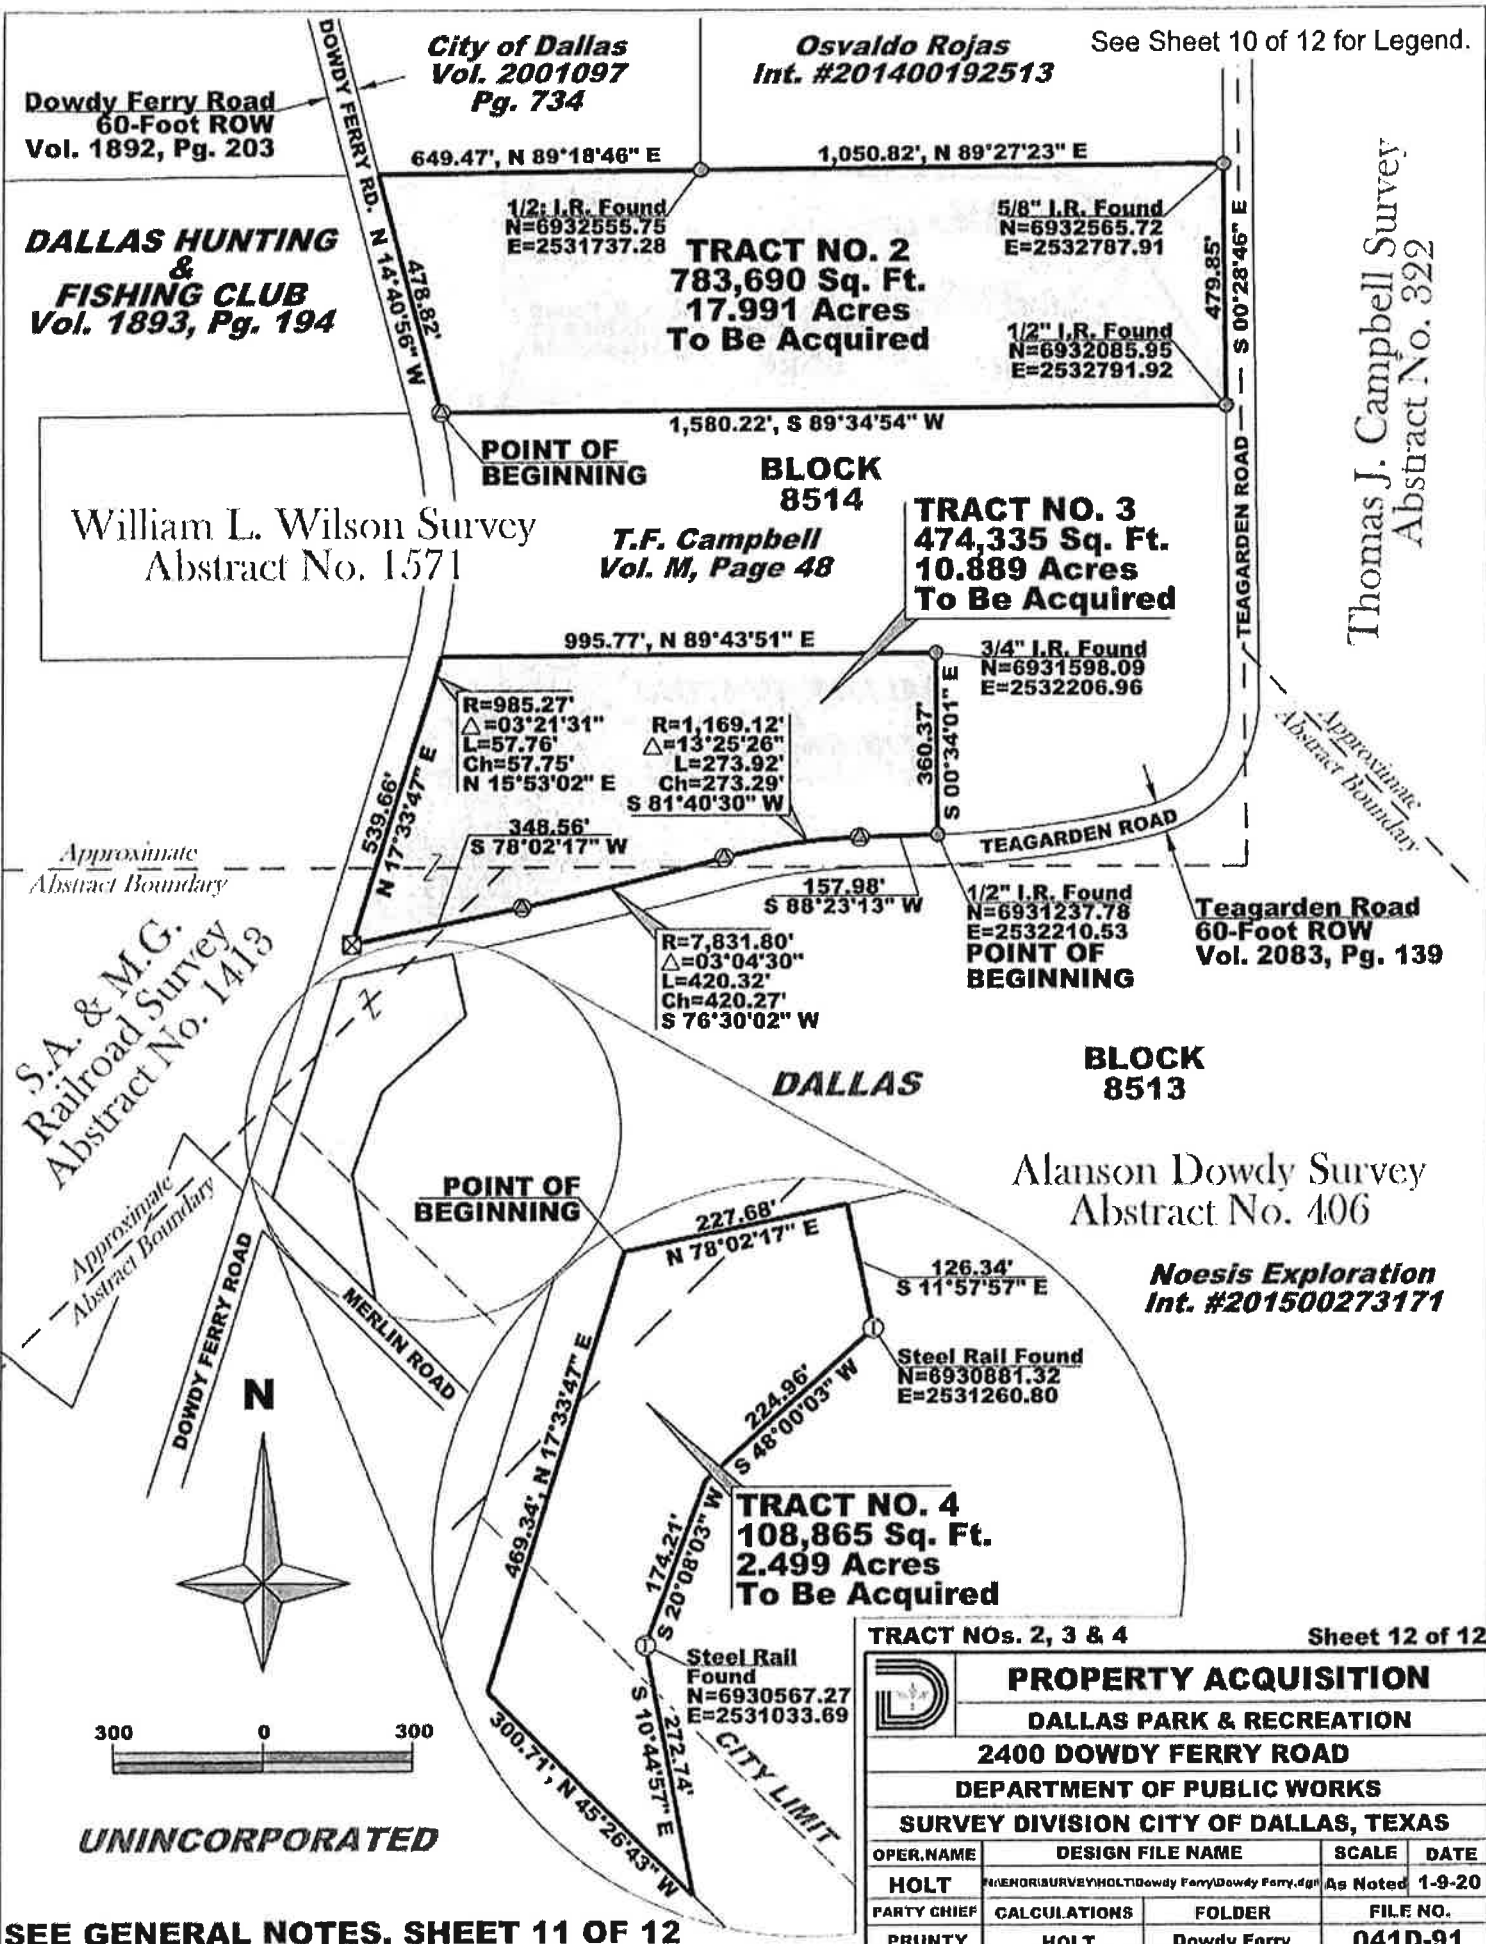 See Sheet 10 of 12 for Legend.
City of Dallas
Vol. 2001097
Pg. 734
Osvaldo Rojas
Int. #201400192513
Dowdy Ferry Road
60-Foot ROW
Vol. 1892, Pg. 203
DOWDY FERRY RD.
649.47', N 89°18'46" E
1,050.82', N 89°27'23" E
DALLAS HUNTING
&
FISHING CLUB
Vol. 1893, Pg. 194
N 14°40'56" W
478.82'
1/2: I.R. Found
N=6932555.75
E=2531737.28
TRACT NO. 2
783,690 Sq. Ft.
17.991 Acres
To Be Acquired
5/8" I.R. Found
N=6932565.72
E=2532787.91
1/2" I.R. Found
N=6932085.95
E=2532791.92
479.85'
S 00°28'46" E
Thomas J. Campbell Survey
Abstract No. 322
1,580.22', S 89°34'54" W
POINT OF
BEGINNING
BLOCK
8514
TEAGARDEN ROAD
William L. Wilson Survey
Abstract No. 1571
T.F. Campbell
Vol. M, Page 48
TRACT NO. 3
474,335 Sq. Ft.
10.889 Acres
To Be Acquired
995.77', N 89°43'51" E
3/4" I.R. Found
N=6931598.09
E=2532206.96
R=985.27'
△=03°21'31"
L=57.76'
Ch=57.75'
N 15°53'02" E
R=1,169.12'
△=13°25'26"
L=273.92'
Ch=273.29'
S 81°40'30" W
360.37'
S 00°34'01" E
Approximate
Abstract Boundary
539.66'
N 17°33'47" E
348.56'
S 78°02'17" W
TEAGARDEN ROAD
Approximate
Abstract Boundary
Z
157.98'
S 88°23'13" W
1/2" I.R. Found
N=6931237.78
E=2532210.53
POINT OF
BEGINNING
Teagarden Road
60-Foot ROW
Vol. 2083, Pg. 139
R=7,831.80'
△=03°04'30"
L=420.32'
Ch=420.27'
S 76°30'02" W
S.A. & M.G.
Railroad Survey
Abstract No. 1413
Z
DALLAS
BLOCK
8513
Approximate
Abstract Boundary
Alanson Dowdy Survey
Abstract No. 406
POINT OF
BEGINNING
227.68'
N 78°02'17" E
126.34'
S 11°57'57" E
Noesis Exploration
Int. #201500273171
DOWDY FERRY ROAD
MERLIN ROAD
Steel Rail Found
N=6930881.32
E=2531260.80
N
469.34', N 17°33'47" E
224.96'
S 48°00'03" W
TRACT NO. 4
108,865 Sq. Ft.
2.499 Acres
To Be Acquired
174.21'
S 20°08'03" W
Steel Rail
Found
N=6930567.27
E=2531033.69
300.71', N 45°26'43" W
272.74'
S 10°44'57" E
CITY LIMIT
300 0 300
UNINCORPORATED
SEE GENERAL NOTES, SHEET 11 OF 12
TRACT NOs. 2, 3 & 4 Sheet 12 of 12
PROPERTY ACQUISITION
DALLAS PARK & RECREATION
2400 DOWDY FERRY ROAD
DEPARTMENT OF PUBLIC WORKS
SURVEY DIVISION CITY OF DALLAS, TEXAS
OPER.NAME DESIGN FILE NAME SCALE DATE
HOLT Dowdy Ferry\Dowdy Ferry.dgn As Noted 1-9-20
PARTY CHIEF CALCULATIONS FOLDER FILE NO.
PRUNTY HOLT Dowdy Ferry 041D-91